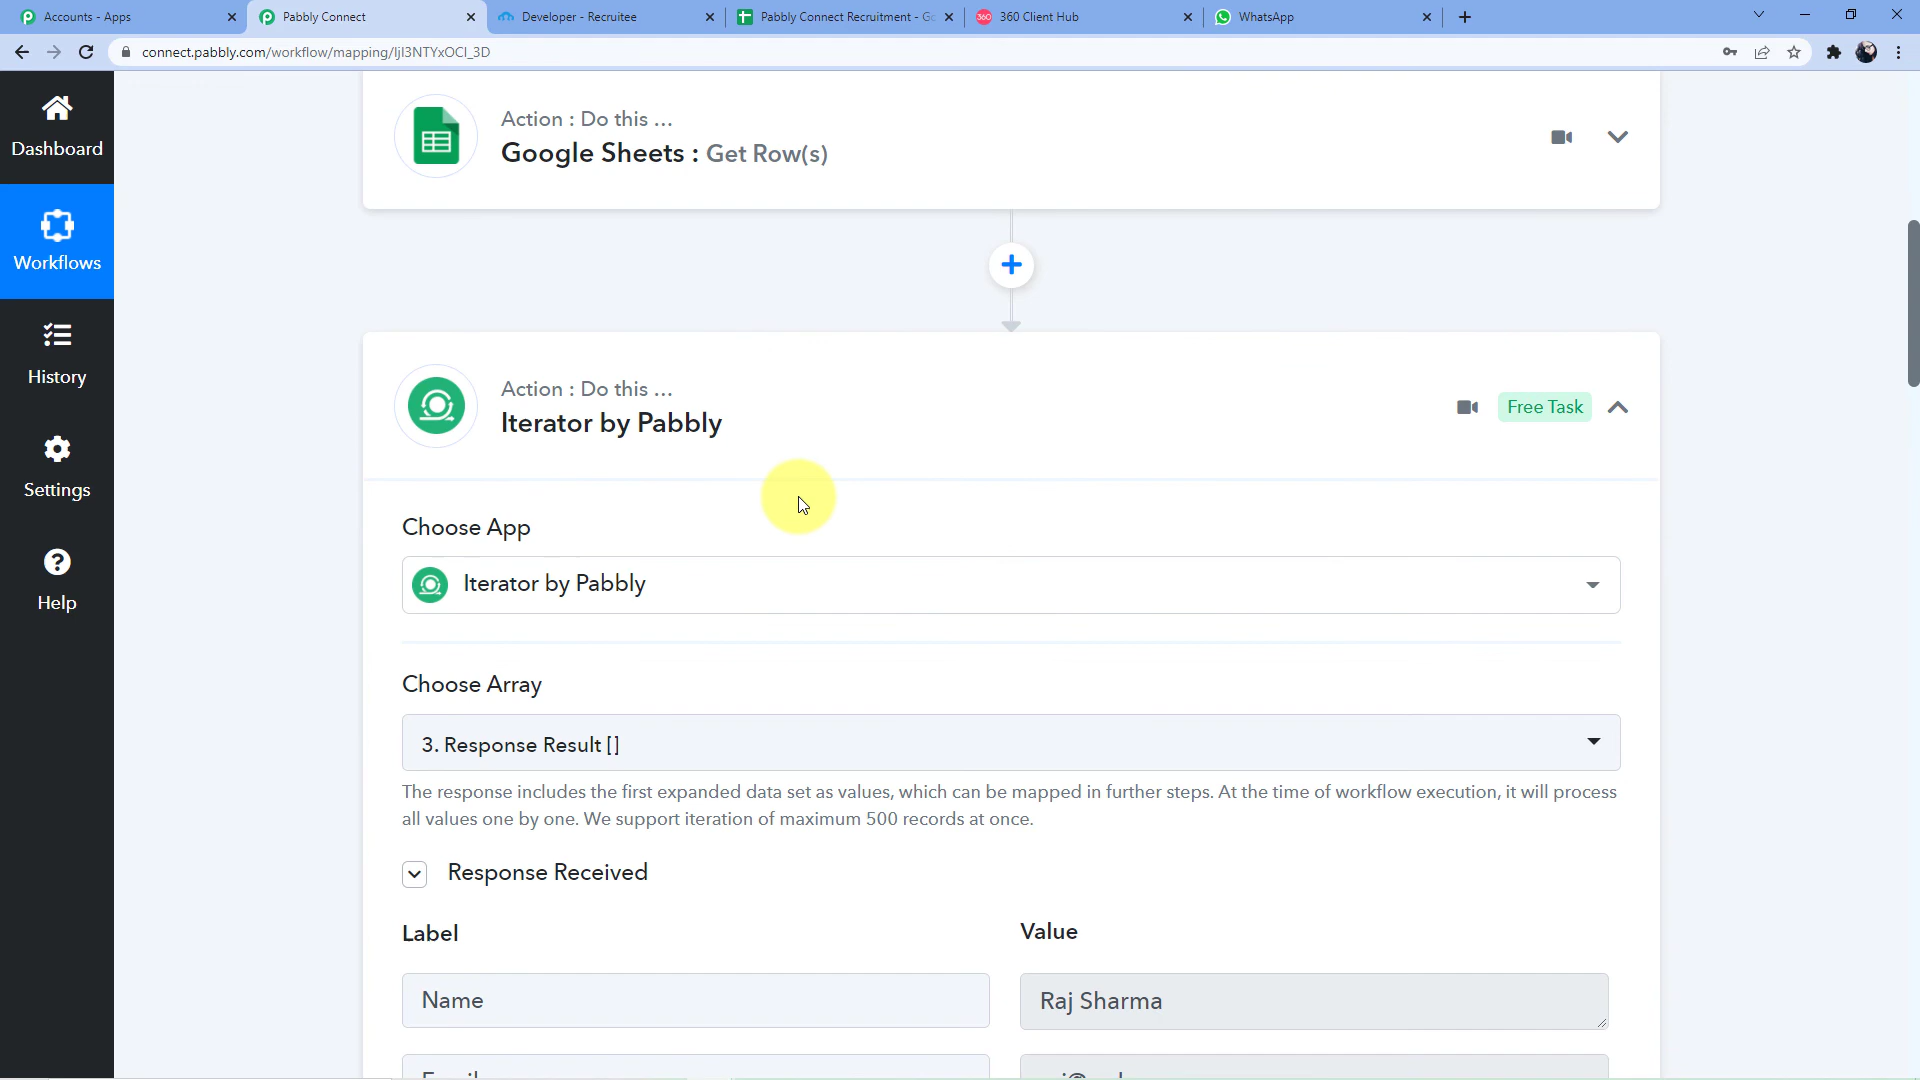 Accounts - Apps
Pabbly Connect
Developer - Recruitee
Pabbly Connect Recruitment - Go
360 Client Hub
WhatsApp
connect.pabbly.com/workflow/mapping/IjI3NTYxOCI_3D
Dashboard
Workflows
History
Settings
Help
Action : Do this ...
Google Sheets : Get Row(s)
Action : Do this ...
Iterator by Pabbly
Free Task
Choose App
Iterator by Pabbly
Choose Array
3. Response Result []
The response includes the first expanded data set as values, which can be mapped in further steps. At the time of workflow execution, it will process
all values one by one. We support iteration of maximum 500 records at once.
Response Received
Label
Value
Name
Raj Sharma